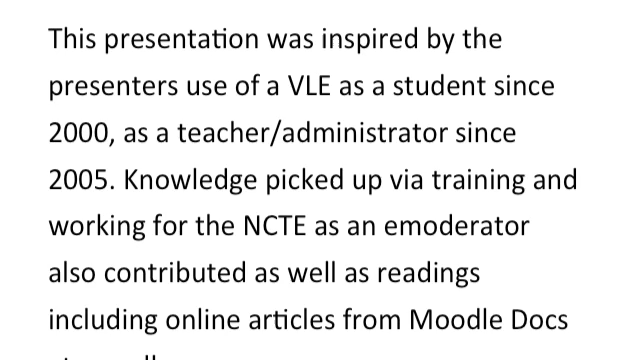 This presentation was inspired by the
presenters use of a VLE as a student since
2000, as a teacher/administrator since
2005. Knowledge picked up via training and
working for the NCTE as an emoderator
also contributed as well as readings
including online articles from Moodle Docs